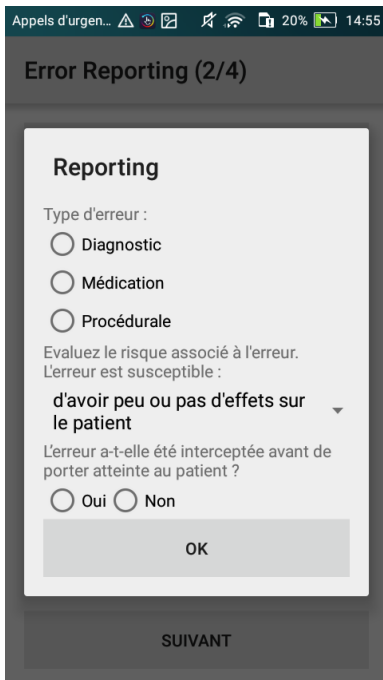 Appels d'urgen... 20% 14:55
Error Reporting (2/4)
Reporting
Type d'erreur :
Diagnostic
Médication
Procédurale
Evaluez le risque associé à l'erreur.
L'erreur est susceptible :
d'avoir peu ou pas d'effets sur
le patient
L'erreur a-t-elle été interceptée avant de
porter atteinte au patient ?
Oui Non
OK
SUIVANT